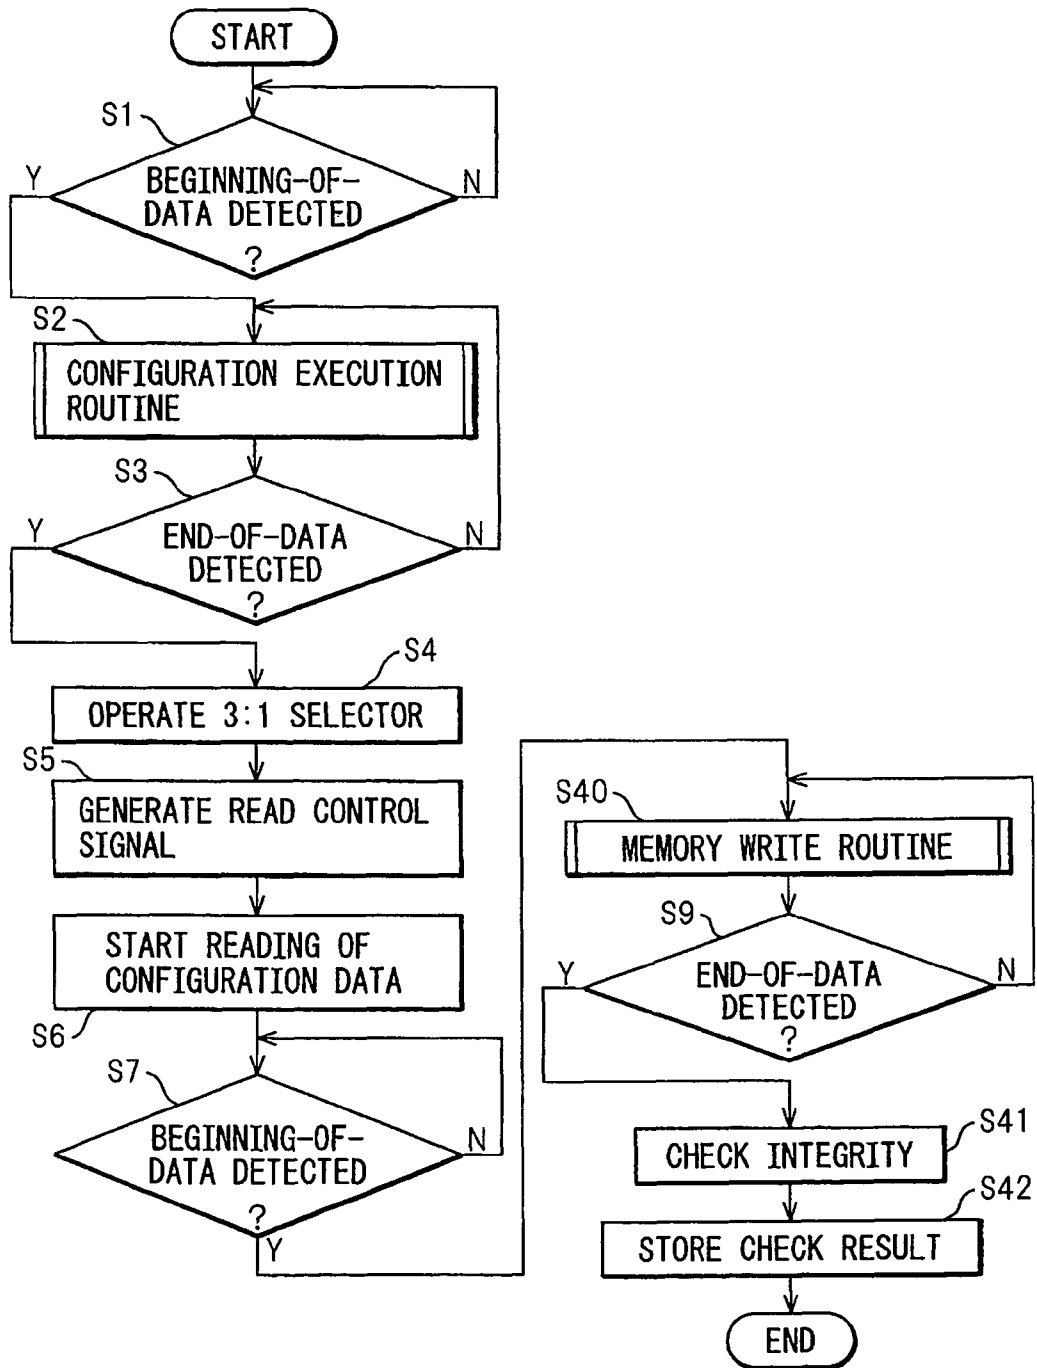 START
S1
BEGINNING-OF-
DATA DETECTED
?
Y
N
S2
CONFIGURATION EXECUTION
ROUTINE
S3
END-OF-DATA
DETECTED
?
Y
N
S4
OPERATE 3:1 SELECTOR
S5
GENERATE READ CONTROL
SIGNAL
START READING OF
CONFIGURATION DATA
S6
S7
BEGINNING-OF-
DATA DETECTED
?
N
Y
S40
MEMORY WRITE ROUTINE
S9
END-OF-DATA
DETECTED
?
Y
N
S41
CHECK INTEGRITY
S42
STORE CHECK RESULT
END